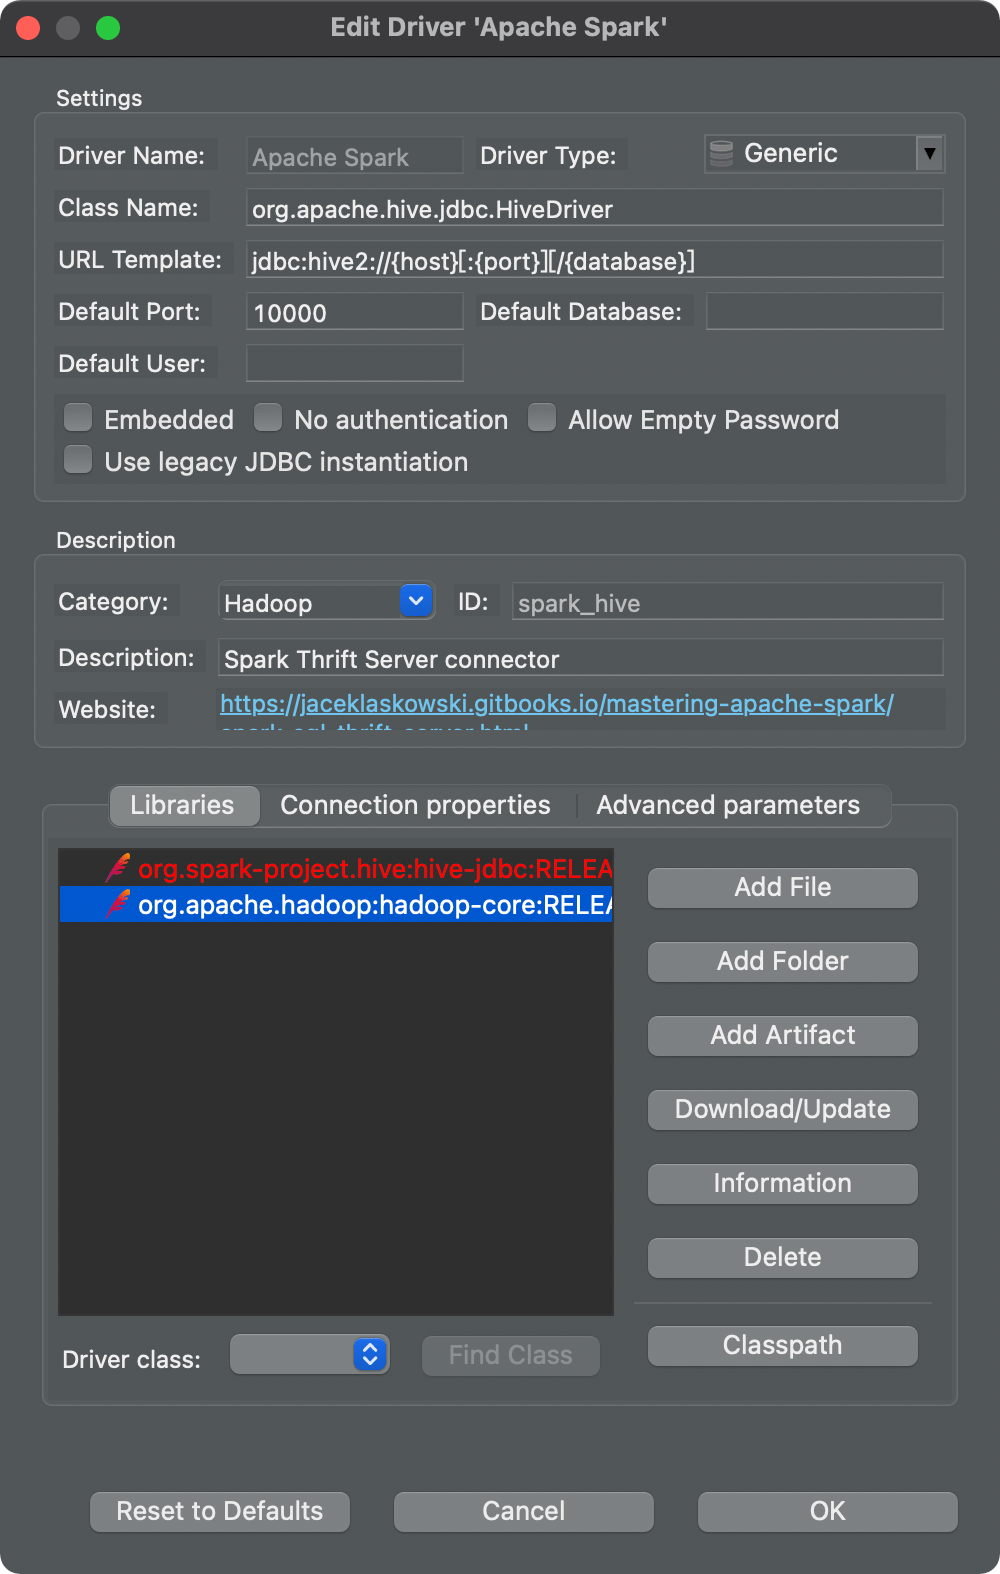 Edit Driver 'Apache Spark'
Settings
Driver Name: Apache Spark Driver Type: Generic
Class Name: org.apache.hive.jdbc.HiveDriver
URL Template: jdbc:hive2://{host}[:{port}][/{database}]
Default Port: 10000 Default Database:
Default User:
Embedded No authentication Allow Empty Password
Use legacy JDBC instantiation
Description
Category: Hadoop ID: spark_hive
Description: Spark Thrift Server connector
Website: https://jaceklaskowski.gitbooks.io/mastering-apache-spark/
spark-sql-thrift-server.html
Libraries Connection properties Advanced parameters
org.spark-project.hive:hive-jdbc:RELEA
org.apache.hadoop:hadoop-core:RELEA
Add File
Add Folder
Add Artifact
Download/Update
Information
Delete
Classpath
Driver class: Find Class
Reset to Defaults Cancel OK